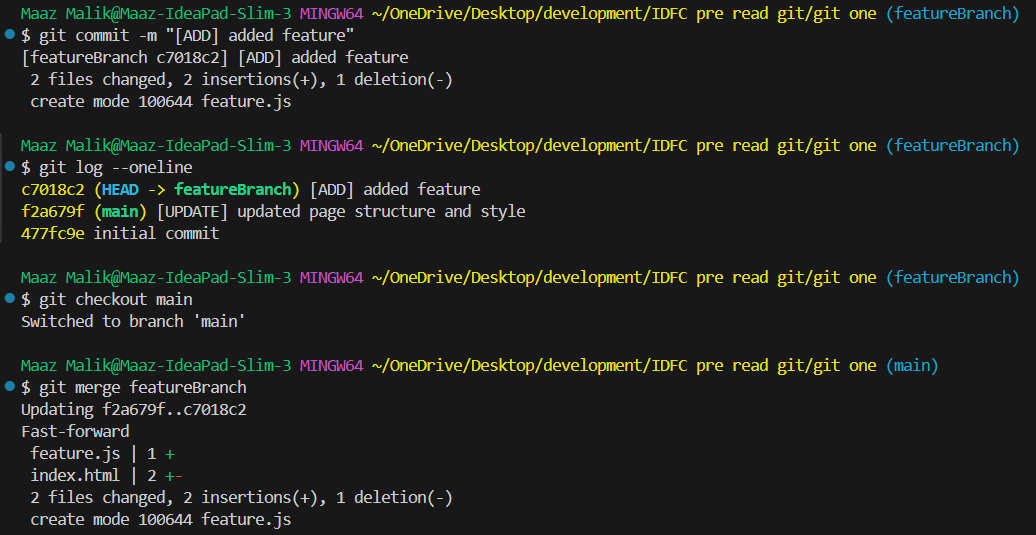 Maaz Malik@Maaz-IdeaPad-Slim-3 MINGW64 ~/OneDrive/Desktop/development/IDFC pre read git/git one (featureBranch)
$ git commit -m "[ADD] added feature"
[featureBranch c7018c2] [ADD] added feature
 2 files changed, 2 insertions(+), 1 deletion(-)
 create mode 100644 feature.js
Maaz Malik@Maaz-IdeaPad-Slim-3 MINGW64 ~/OneDrive/Desktop/development/IDFC pre read git/git one (featureBranch)
$ git log --oneline
c7018c2 (HEAD -> featureBranch) [ADD] added feature
f2a679f (main) [UPDATE] updated page structure and style
477fc9e initial commit
Maaz Malik@Maaz-IdeaPad-Slim-3 MINGW64 ~/OneDrive/Desktop/development/IDFC pre read git/git one (featureBranch)
$ git checkout main
Switched to branch 'main'
Maaz Malik@Maaz-IdeaPad-Slim-3 MINGW64 ~/OneDrive/Desktop/development/IDFC pre read git/git one (main)
$ git merge featureBranch
Updating f2a679f..c7018c2
Fast-forward
 feature.js | 1 +
 index.html | 2 +-
 2 files changed, 2 insertions(+), 1 deletion(-)
 create mode 100644 feature.js